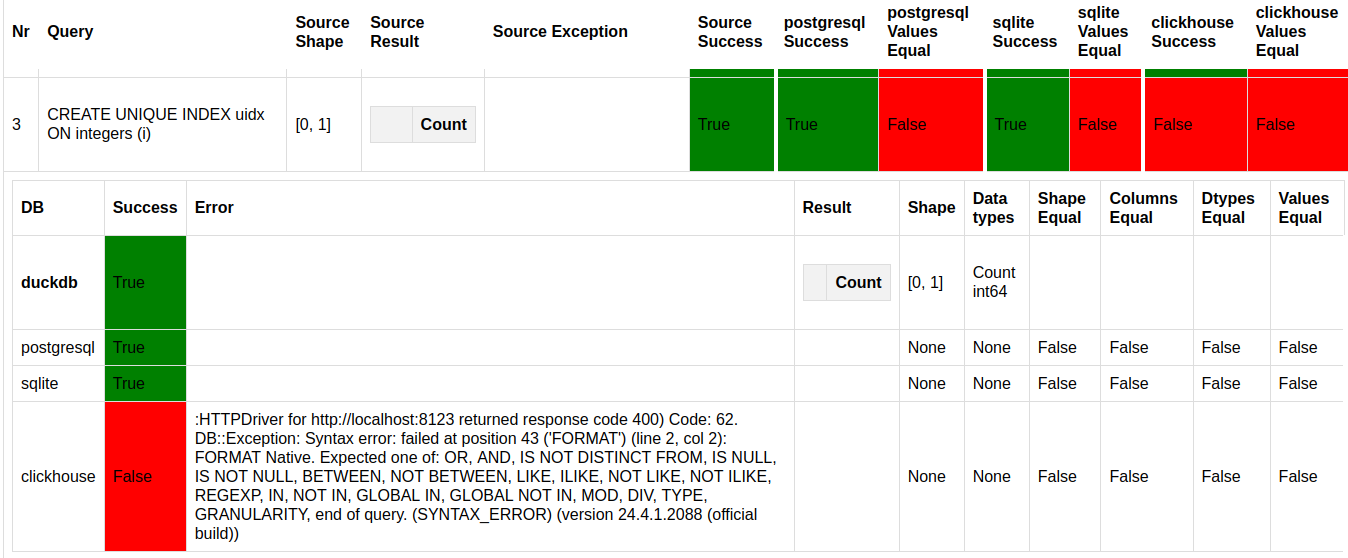 Nr Query Source Shape Source Result Source Exception Source Success postgresql Success postgresql Values Equal sqlite Success sqlite Values Equal clickhouse Success clickhouse Values Equal
3 CREATE UNIQUE INDEX uidx ON integers (i) [0, 1] Count True True False True False False False
DB Success Error Result Shape Data types Shape Equal Columns Equal Dtypes Equal Values Equal
duckdb True Count [0, 1] Count int64
postgresql True None None False False False False
sqlite True None None False False False False
clickhouse False
:HTTPDriver for http://localhost:8123 returned response code 400) Code: 62.
DB::Exception: Syntax error: failed at position 43 ('FORMAT') (line 2, col 2):
FORMAT Native. Expected one of: OR, AND, IS NOT DISTINCT FROM, IS NULL,
IS NOT NULL, BETWEEN, NOT BETWEEN, LIKE, ILIKE, NOT LIKE, NOT ILIKE,
REGEXP, IN, NOT IN, GLOBAL IN, GLOBAL NOT IN, MOD, DIV, TYPE,
GRANULARITY, end of query. (SYNTAX_ERROR) (version 24.4.1.2088 (official
build))
None None False False False False